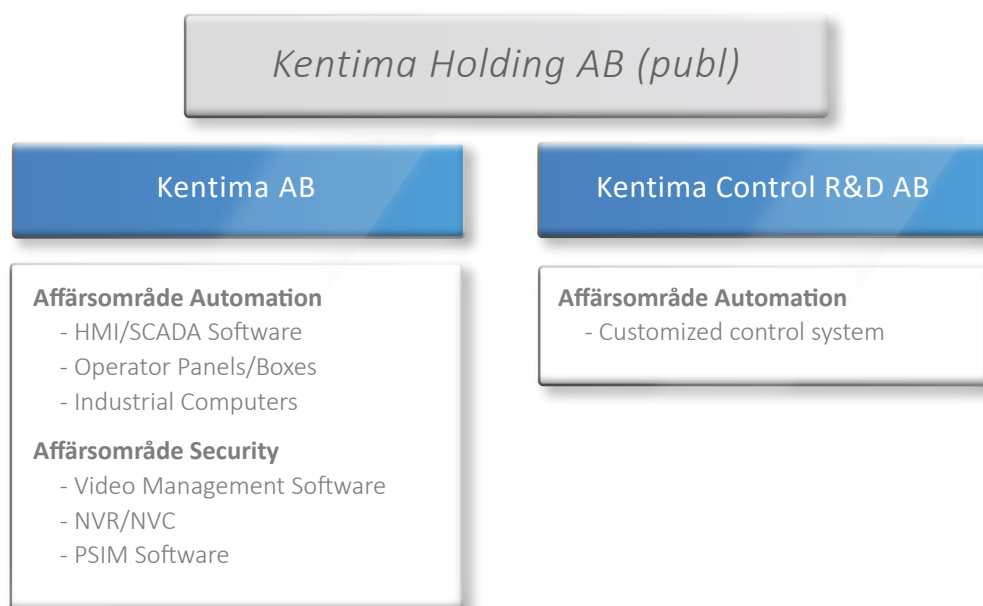 Kentima Holding AB (publ)
Kentima AB
Affärsområde Automation
- HMI/SCADA Software
- Operator Panels/Boxes
- Industrial Computers
Affärsområde Security
- Video Management Software
- NVR/NVC
- PSIM Software
Kentima Control R&D AB
Affärsområde Automation
- Customized control system